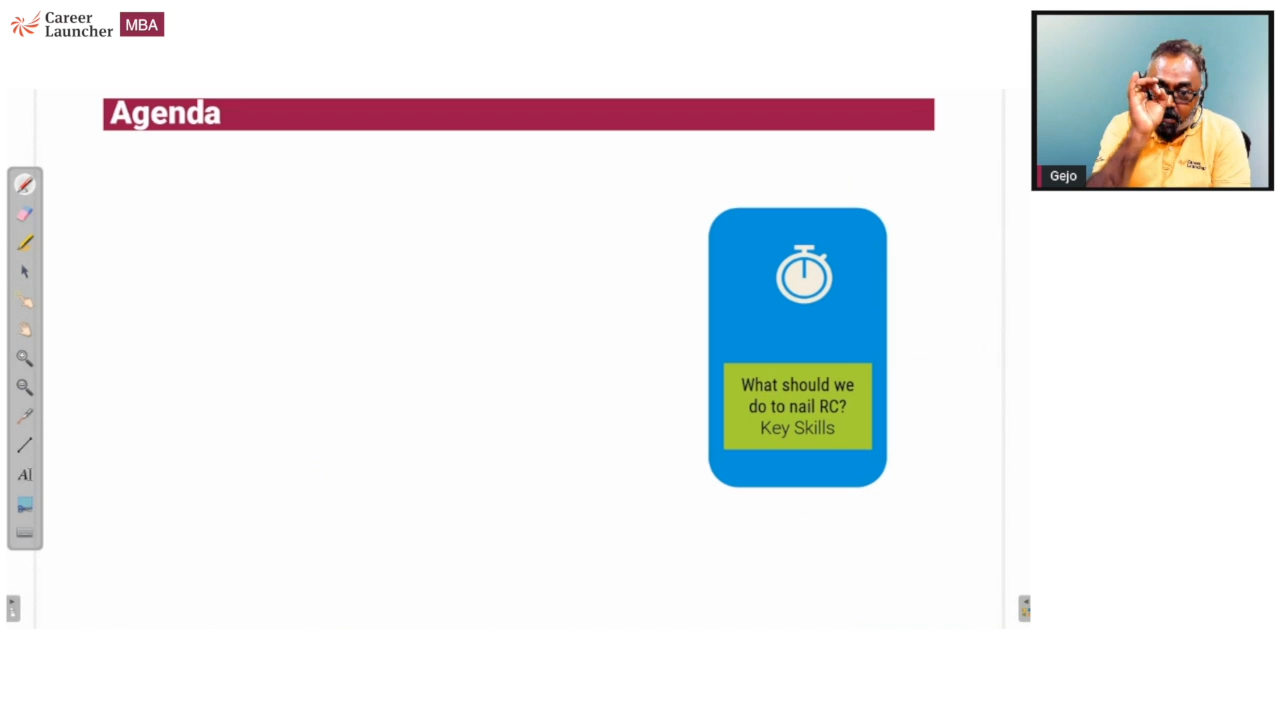 Career
Launcher
MBA
Agenda
What should we
do to nail RC?
Key Skills
AI
Gejo